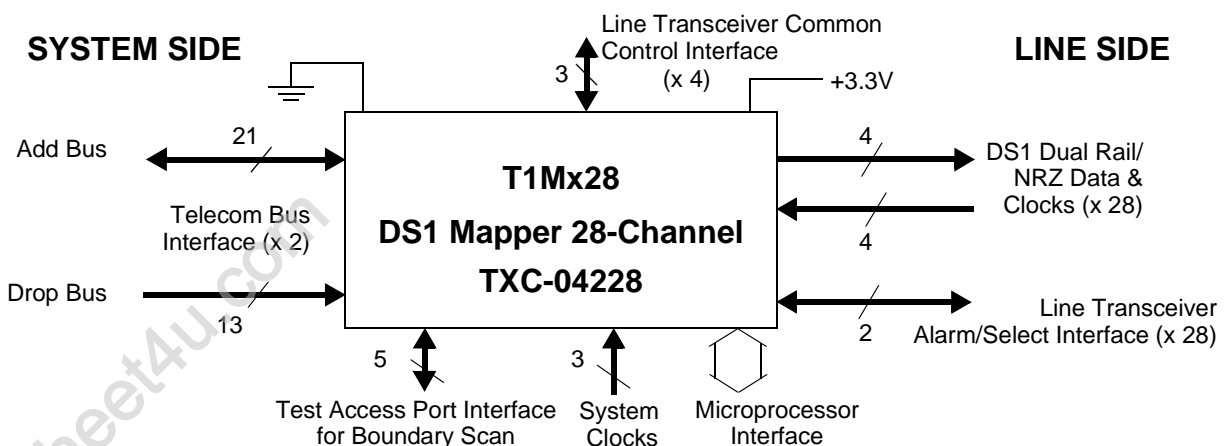 SYSTEM SIDE
Line Transceiver Common
Control Interface
(x 4)
3
LINE SIDE
+3.3V
Add Bus
21
Telecom Bus
Interface (x 2)
Drop Bus
13
T1Mx28
DS1 Mapper 28-Channel
TXC-04228
4
DS1 Dual Rail/
NRZ Data &
Clocks (x 28)
4
2
Line Transceiver
Alarm/Select Interface (x 28)
5
Test Access Port Interface
for Boundary Scan
3
System
Clocks
Microprocessor
Interface
heet4u.com